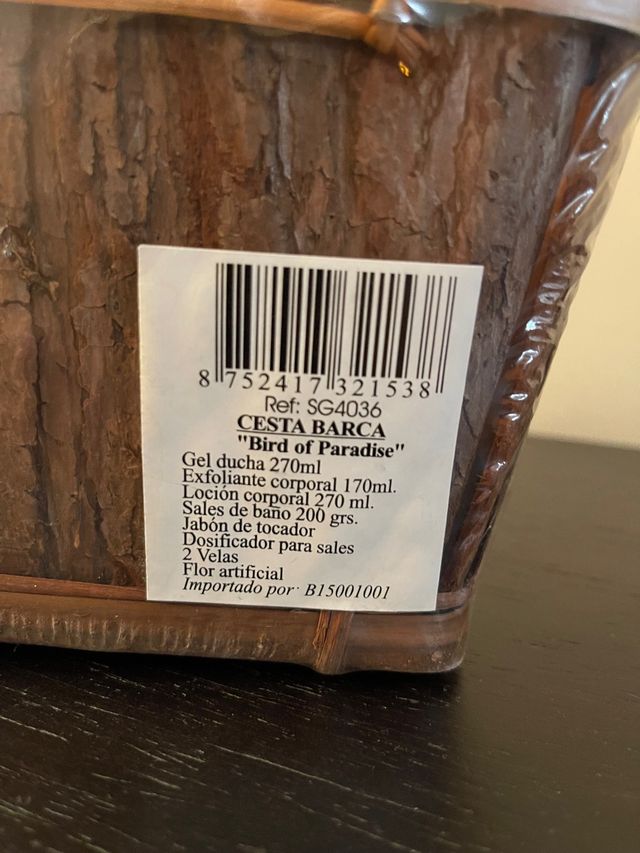 8 752417 321538
Ref: SG4036
CESTA BARCA
"Bird of Paradise"
Gel ducha 270ml
Exfoliante corporal 170ml.
Loción corporal 270 ml.
Sales de baño 200 grs.
Jabón de tocador
Dosificador para sales
2 Velas
Flor artificial
Importado por: B15001001